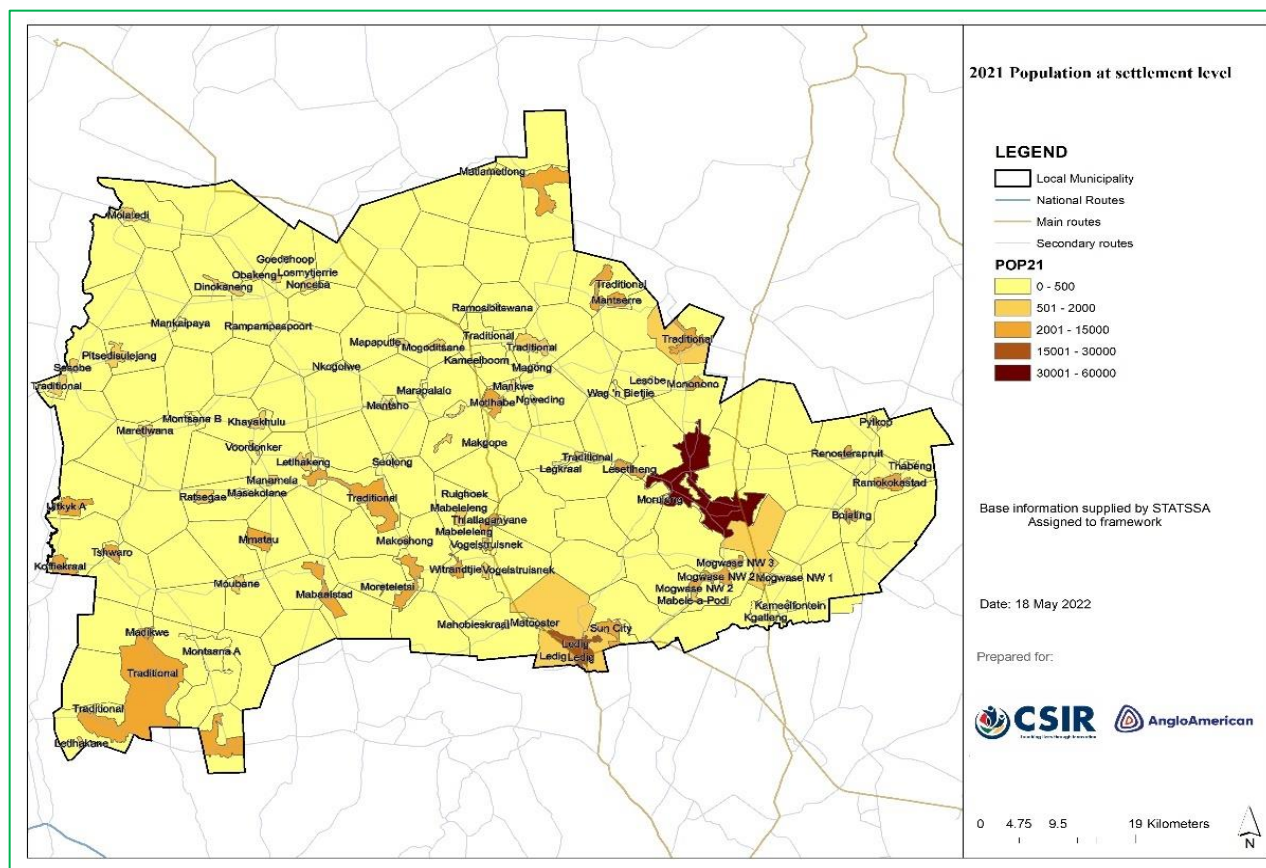 2021 Population at settlement level
LEGEND
Local Municipality
National Routes
Main routes
Secondary routes
POP21
0 - 500
501 - 2000
2001 - 15000
15001 - 30000
30001 - 60000
Base information supplied by STATSSA
Assigned to framework
Date: 18 May 2022
Prepared for:
CSIR
AngloAmerican
0 4.75 9.5 19 Kilometers
N
Matlametlong
Molatedi
Goedehoop
Obakeng
Losmytjerrie
Dinokaneng
Nonceba
Traditional
Mantserre
Ramosibitswana
Mankaipaya
Rampampaspoort
Traditional
Mapaputle
Mogoditsane
Traditional
Traditional
Pitsedisulejang
Kameelboom
Magong
Sesobe
Nkogolwe
Traditional
Marapalalo
Mankwe
Lesobe
Mononono
Wag 'n Bietjie
Mantsho
Motlhabe
Ngweding
Montsana B
Khayakhulu
Maretlwana
Pylkop
Voordonker
Makgope
Renosterspruit
Letlhakeng
Seolong
Traditional
Legkraal
Lesetlheng
Thabeng
Manamela
Ramokokastad
Ratsegae
Masekolane
Traditional
Ruighoek
Moruleng
Uitkyk A
Mabeleleng
Tlhatlaganyane
Bojating
Mabeleleng
Mmatau
Makoshong
Vogelstruisnek
Tshwaro
Koffiekraal
Witrandtjie
Vogelstruisnek
Mogwase NW 3
Mogwase NW 2
Mogwase NW 1
Moubane
Moreteletsi
Mogwase NW 2
Mabaalstad
Mabele-a-Podi
Kameelfontein
Kgatleng
Mahobieskraal
Matooster
Sun City
Madikwe
Ledig
Ledig
Ledig
Montsana A
Traditional
Traditional
Letlhakane